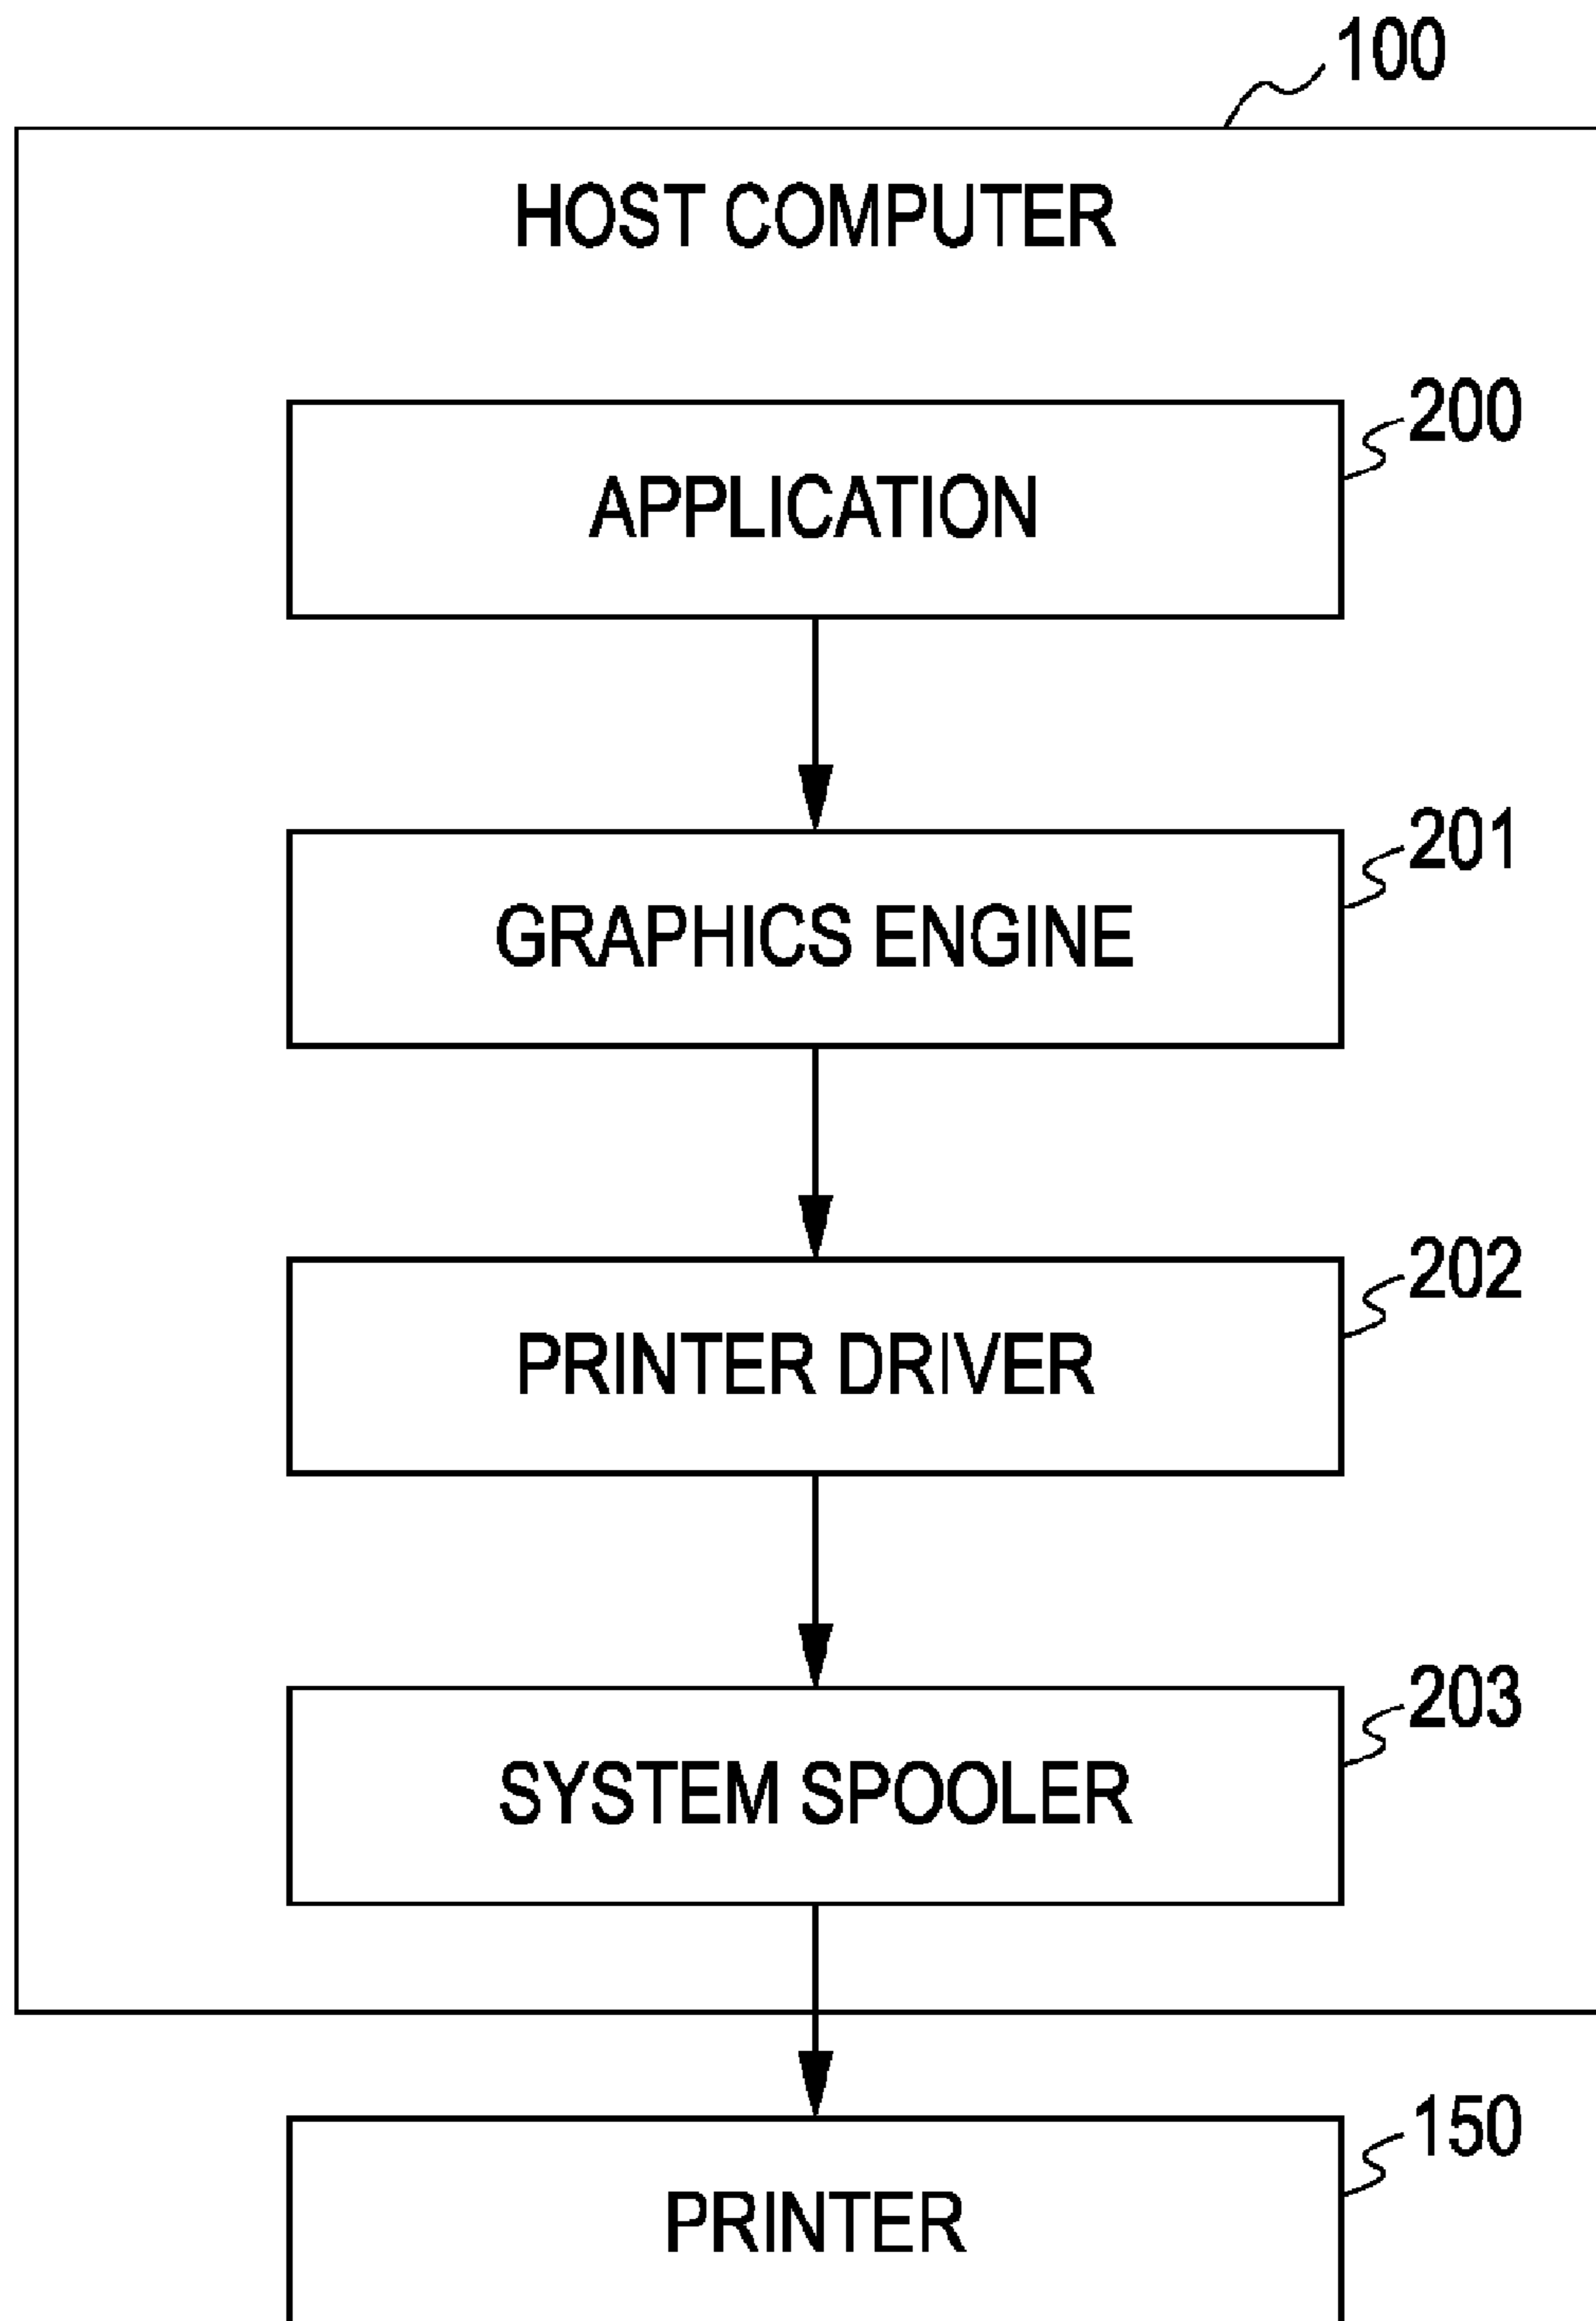 100
HOST COMPUTER
200
APPLICATION
201
GRAPHICS ENGINE
202
PRINTER DRIVER
203
SYSTEM SPOOLER
150
PRINTER